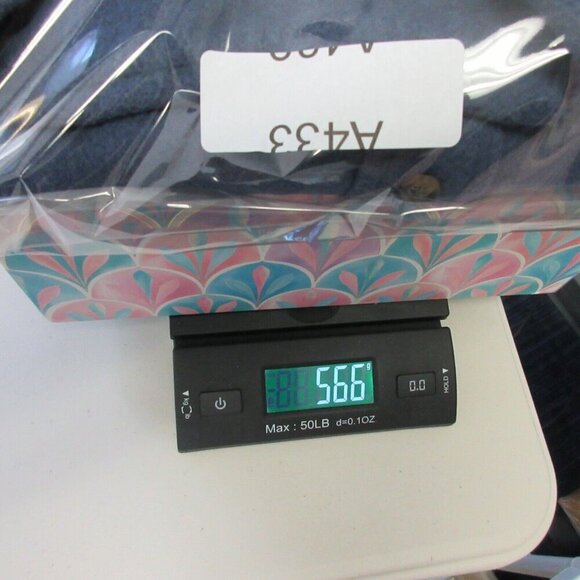 A433
566 g
0.0
HOLD ▼
Max : 50LB d=0.1OZ